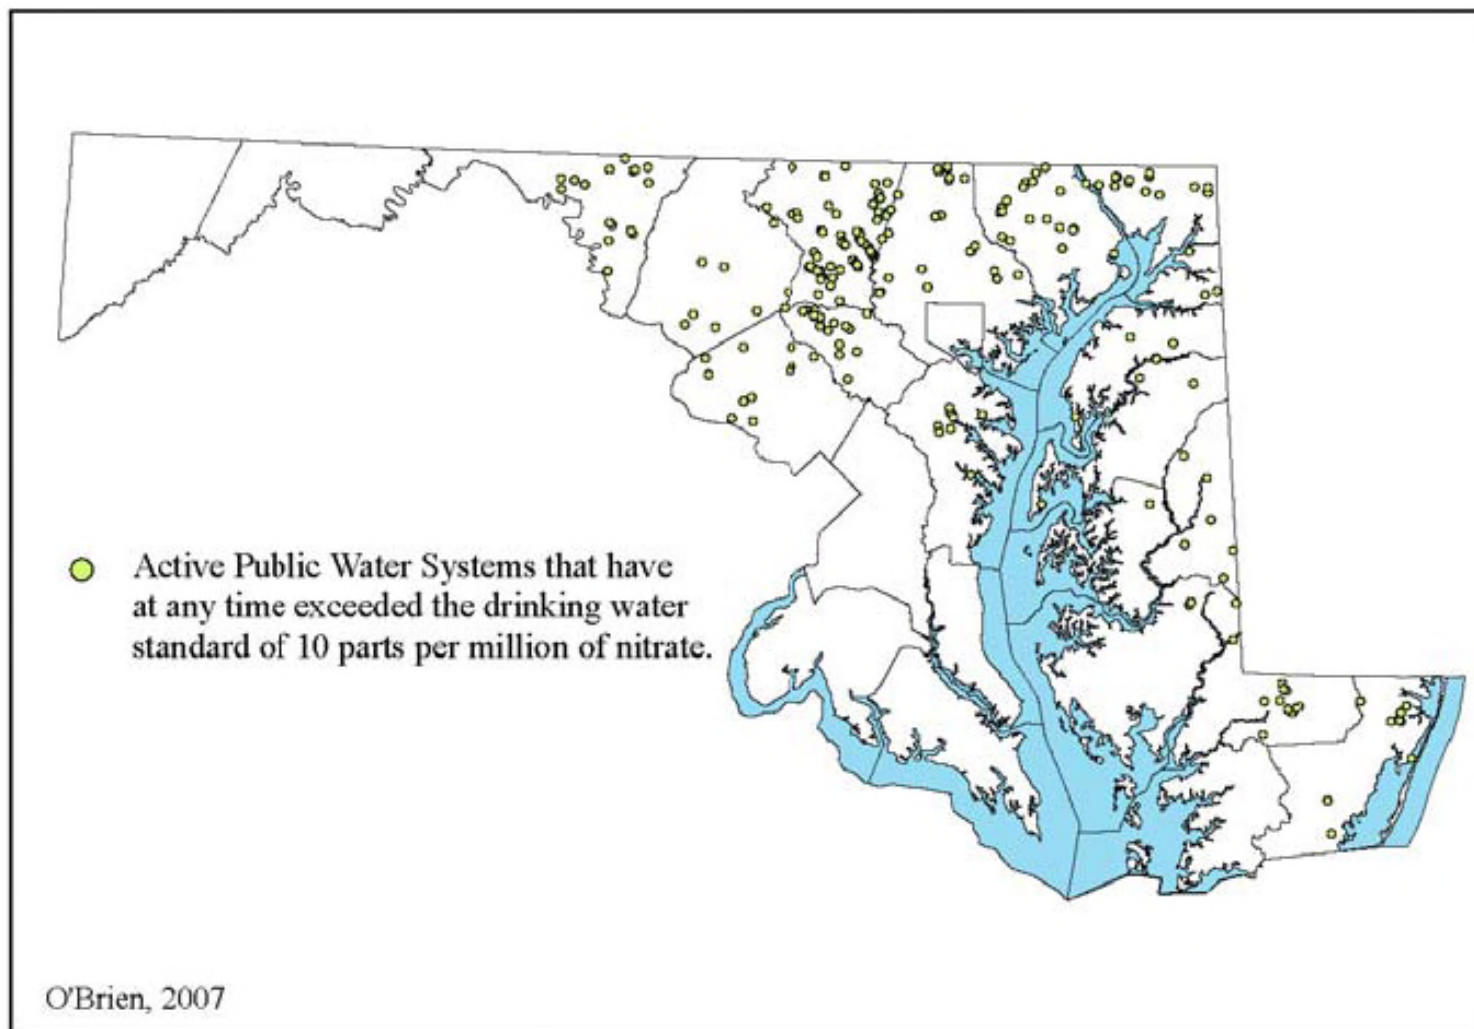 Active Public Water Systems that have
at any time exceeded the drinking water
standard of 10 parts per million of nitrate.
O'Brien, 2007